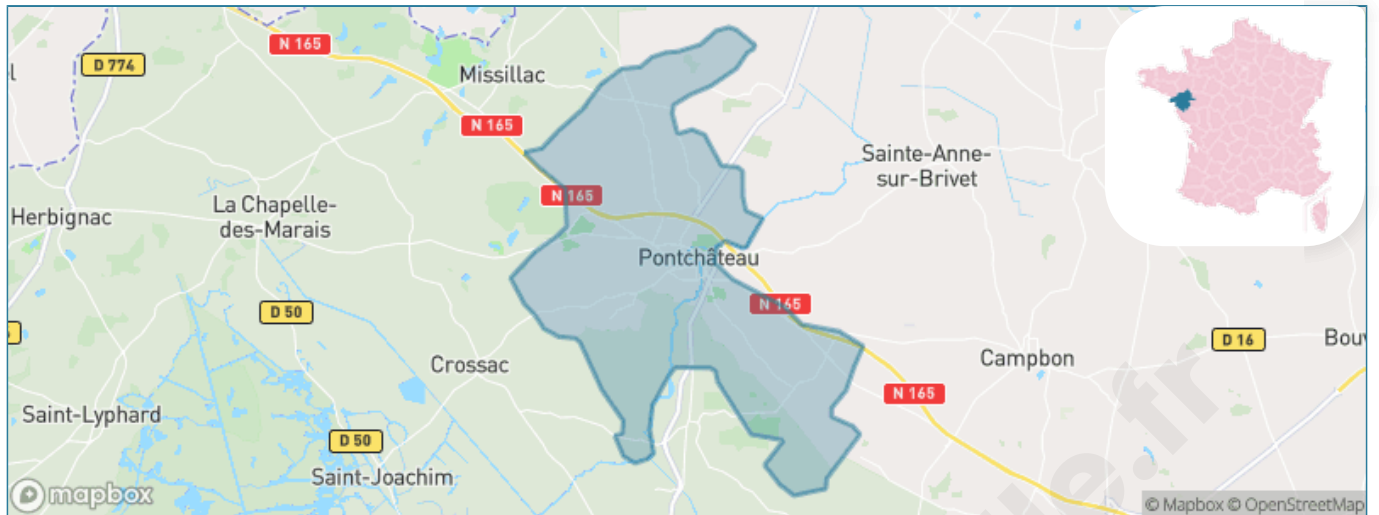 N 165
D 774
Missillac
N 165
Sainte-Anne-
sur-Brivet
N 165
Herbignac
La Chapelle-
des-Marais
Pontchâteau
N 165
D 50
D 16
Campbon
Crossac
N 165
Saint-Lyphard
D 50
Saint-Joachim
mapbox
© Mapbox © OpenStreetMap